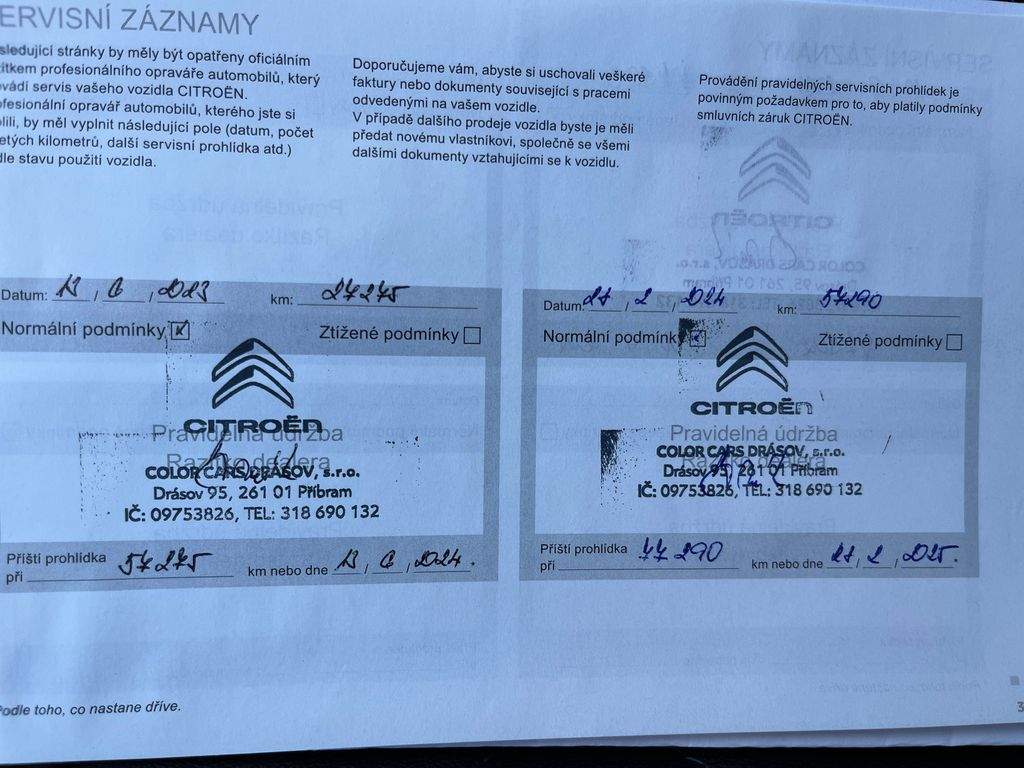 ERVISNÍ ZÁZNAMY
sledující stránky by měly být opatřeny oficiálním
zítkem profesionálního opraváře automobilů, který
vádí servis vašeho vozidla CITROËN.
ofesionální opravář automobilů, kterého jste si
olili, by měl vyplnit následující pole (datum, počet
etých kilometrů, další servisní prohlídka atd.)
dle stavu použití vozidla.
Doporučujeme vám, abyste si uschovali veškeré
faktury nebo dokumenty související s pracemi
odvedenými na vašem vozidle.
V případě dalšího prodeje vozidla byste je měli
předat novému vlastníkovi, společně se všemi
dalšími dokumenty vztahujícími se k vozidlu.
Provádění pravidelných servisních prohlídek je
povinným požadavkem pro to, aby platily podmínky
smluvních záruk CITROËN.
Datum: 13 / 6 / 2023 km: 27275
Normální podmínky Ztížené podmínky
CITROËN
Pravidelná údržba
Razítko dealera
COLOR CARS DRÁSOV, s.r.o.
Drásov 95, 261 01 Příbram
IČ: 09753826, TEL: 318 690 132
Příští prohlídka
při 57275 km nebo dne 13 / 6 / 2024.
Datum: 21 / 2 / 2024 km: 57290
Normální podmínky Ztížené podmínky
CITROËN
Pravidelná údržba
Razítko dealera
COLOR CARS DRÁSOV, s.r.o.
Drásov 95, 261 01 Příbram
IČ: 09753826, TEL: 318 690 132
Příští prohlídka
při 77290 km nebo dne 21 / 2 / 2025.
Podle toho, co nastane dříve.
3